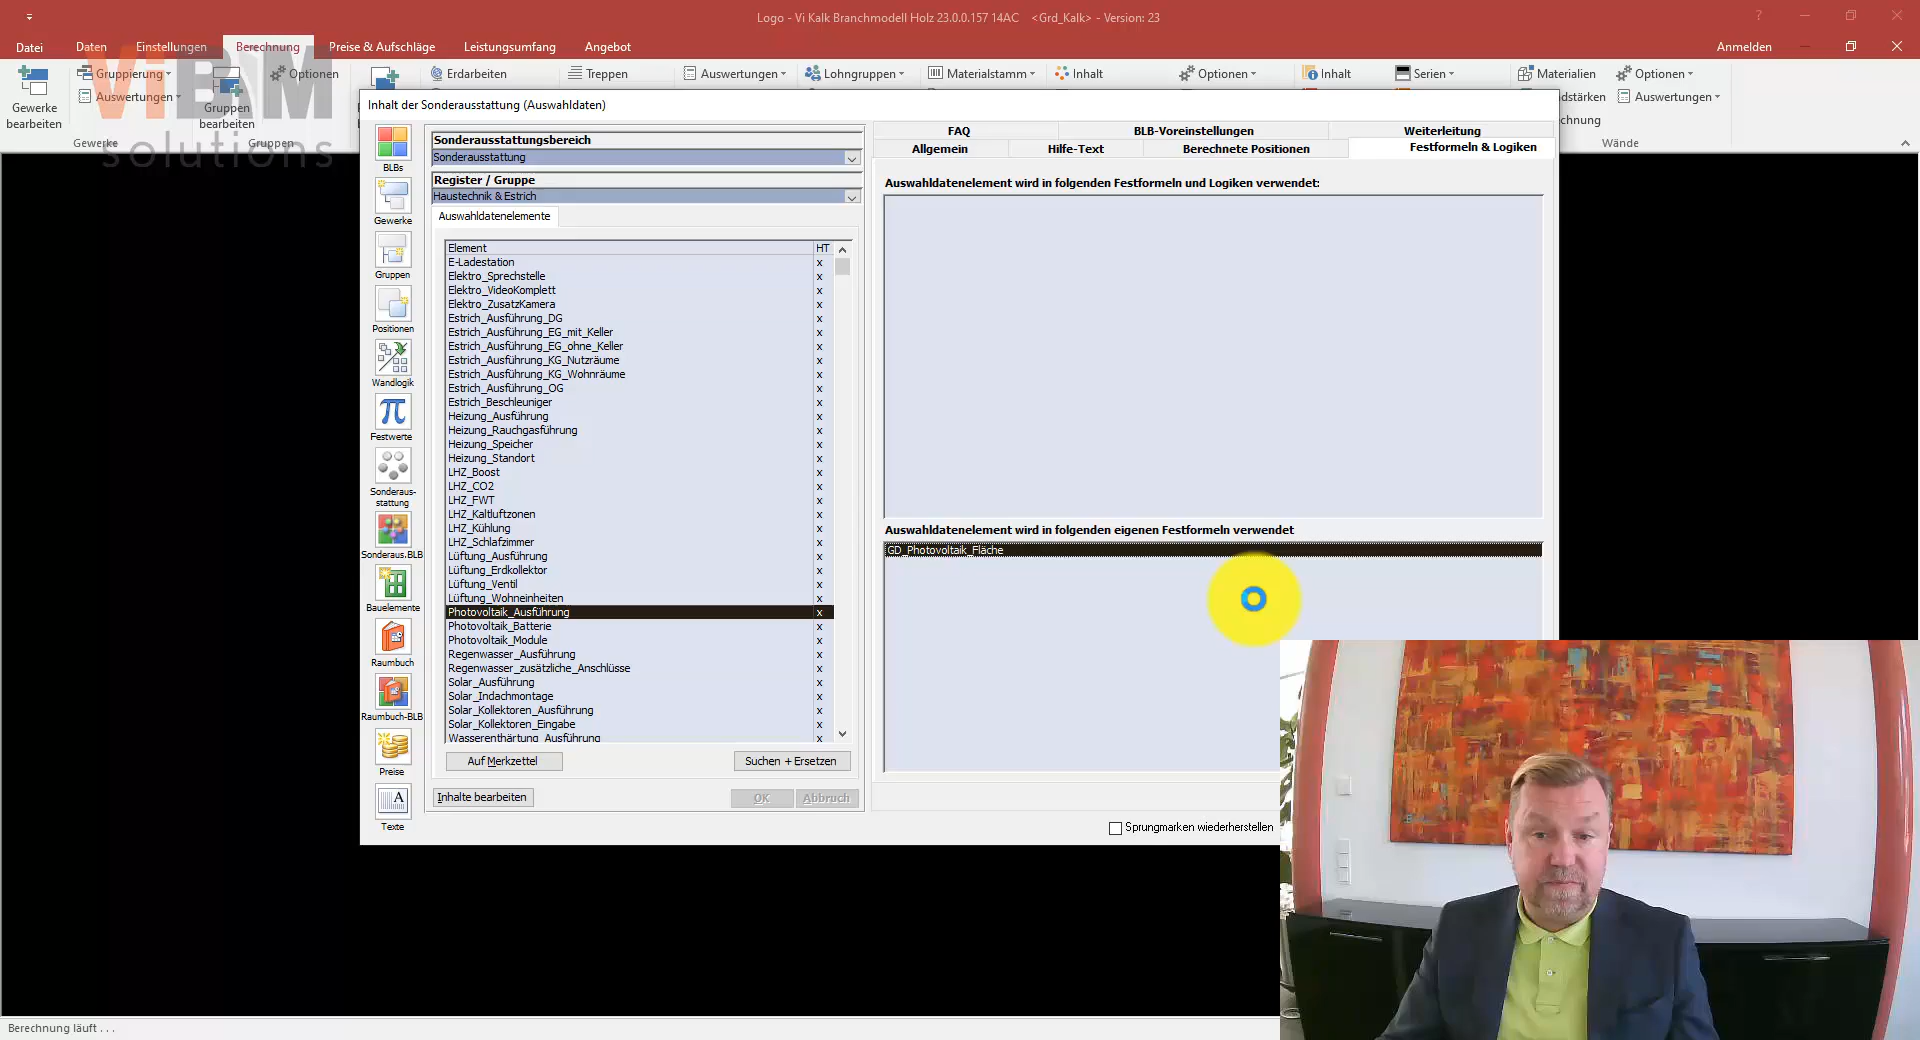 Logo - Vi Kalk Branchmodell Holz 23.0.0.157 14AC <Grd_Kalk> - Version: 23
Datei
Daten
Einstellungen
Berechnung
Preise & Aufschläge
Leistungsumfang
Angebot
Anmelden
Gewerke bearbeiten
Gruppierung
Auswertungen
Gewerke
Gruppen bearbeiten
Optionen
Gruppen
Erdarbeiten
Treppen
Auswertungen
Lohngruppen
Materialstamm
Inhalt
Optionen
Inhalt
Serien
Materialien
Optionen
Auswertungen
Wände
ViBIM
solutions
Inhalt der Sonderausstattung (Auswahldaten)
BLBs
Gewerke
Gruppen
Positionen
Wandlogik
Festwerte
Sonderaus-
stattung
Sonderaus.BLB
Bauelemente
Raumbuch
Raumbuch-BLB
Preise
Texte
Sonderausstattungsbereich
Sonderausstattung
Register / Gruppe
Haustechnik & Estrich
Auswahldatenelemente
Element HT
E-Ladestation x
Elektro_Sprechstelle x
Elektro_VideoKomplett x
Elektro_ZusatzKamera x
Estrich_Ausführung_DG x
Estrich_Ausführung_EG_mit_Keller x
Estrich_Ausführung_EG_ohne_Keller x
Estrich_Ausführung_KG_Nutzräume x
Estrich_Ausführung_KG_Wohnräume x
Estrich_Ausführung_OG x
Estrich_Beschleuniger x
Heizung_Ausführung x
Heizung_Rauchgasführung x
Heizung_Speicher x
Heizung_Standort x
LHZ_Boost x
LHZ_CO2 x
LHZ_FWT x
LHZ_Kaltluftzonen x
LHZ_Kühlung x
LHZ_Schlafzimmer x
Lüftung_Ausführung x
Lüftung_Erdkollektor x
Lüftung_Ventil x
Lüftung_Wohneinheiten x
Photovoltaik_Ausführung x
Photovoltaik_Batterie x
Photovoltaik_Module x
Regenwasser_Ausführung x
Regenwasser_zusätzliche_Anschlüsse x
Solar_Ausführung x
Solar_Indachmontage x
Solar_Kollektoren_Ausführung x
Solar_Kollektoren_Eingabe x
Wasserenthärtung_Ausführung x
Auf Merkzettel
Suchen + Ersetzen
Inhalte bearbeiten
OK
Abbruch
FAQ
BLB-Voreinstellungen
Weiterleitung
Allgemein
Hilfe-Text
Berechnete Positionen
Festformeln & Logiken
Auswahldatenelement wird in folgenden Festformeln und Logiken verwendet:
Auswahldatenelement wird in folgenden eigenen Festformeln verwendet
GD_Photovoltaik_Fläche
Sprungmarken wiederherstellen
Berechnung läuft . . .